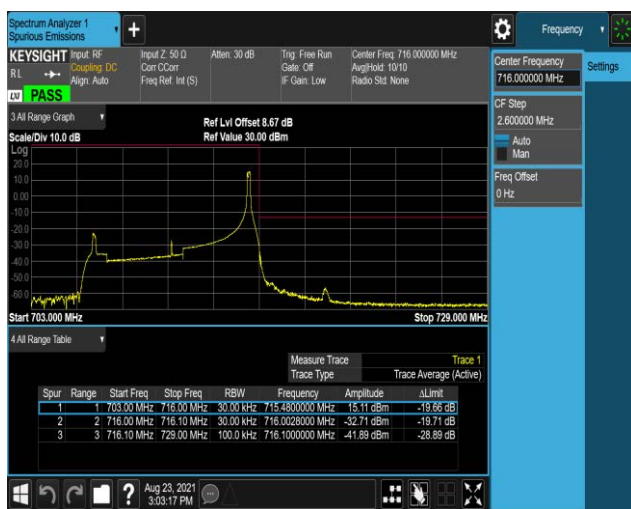 Spectrum Analyzer 1
Spurious Emissions
+
Frequency
KEYSIGHT Input: RF Input Z: 50 Ω Atten: 30 dB Trig: Free Run Center Freq: 716.000000 MHz
RL Coupling: DC Corr CCorr Gate: Off Avg|Hold: 10/10
Align: Auto Freq Ref: Int (S) IF Gain: Low Radio Std: None
LXI PASS
Center Frequency
716.000000 MHz
Settings
CF Step
2.600000 MHz
Auto
Man
Freq Offset
0 Hz
3 All Range Graph
Ref Lvl Offset 8.67 dB
Scale/Div 10.0 dB Ref Value 30.00 dBm
Log
20.0
10.0
0.00
-10.0
-20.0
-30.0
-40.0
-50.0
-60.0
Start 703.000 MHz Stop 729.000 MHz
4 All Range Table
Measure Trace Trace 1
Trace Type Trace Average (Active)
Spur Range Start Freq Stop Freq RBW Frequency Amplitude ΔLimit
1 1 703.00 MHz 716.00 MHz 30.00 kHz 715.4800000 MHz 15.11 dBm -19.66 dB
2 2 716.00 MHz 716.10 MHz 30.00 kHz 716.0028000 MHz -32.71 dBm -19.71 dB
3 3 716.10 MHz 729.00 MHz 100.0 kHz 716.1000000 MHz -41.89 dBm -28.89 dB
? Aug 23, 2021
3:03:17 PM